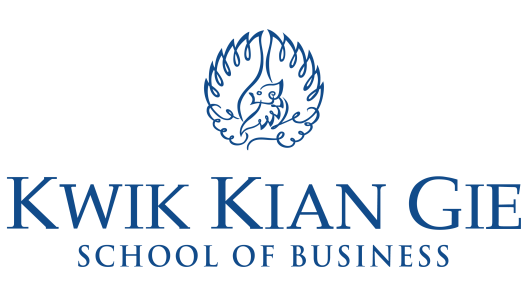 KWIK KIAN GIE
SCHOOL OF BUSINESS